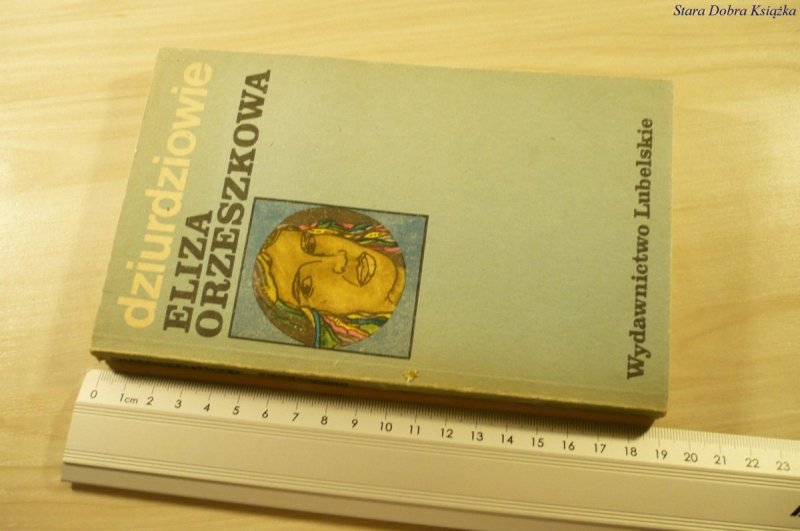 Stara Dobra Książka
dziurdziowie
ELIZA
ORZESZKOWA
Wydawnictwo Lubelskie
0 1cm 2 3 4 5 6 7 8 9 10 11 12 13 14 15 16 17 18 19 20 21 22 23